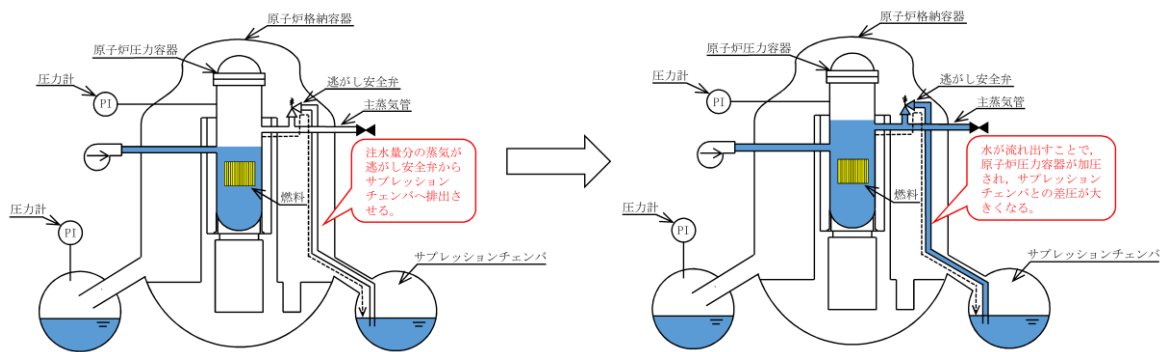 原子炉格納容器
原子炉圧力容器
圧力計
PI
逃がし安全弁
主蒸気管
注水量分の蒸気が
逃がし安全弁から
サプレッション
チェンバへ排出さ
せる。
燃料
圧力計
PI
サプレッションチェンバ
原子炉格納容器
原子炉圧力容器
圧力計
PI
逃がし安全弁
主蒸気管
水が流れ出すことで，
原子炉圧力容器が加圧
され，サプレッション
チェンバとの差圧が大
きくなる。
燃料
圧力計
PI
サプレッションチェンバ